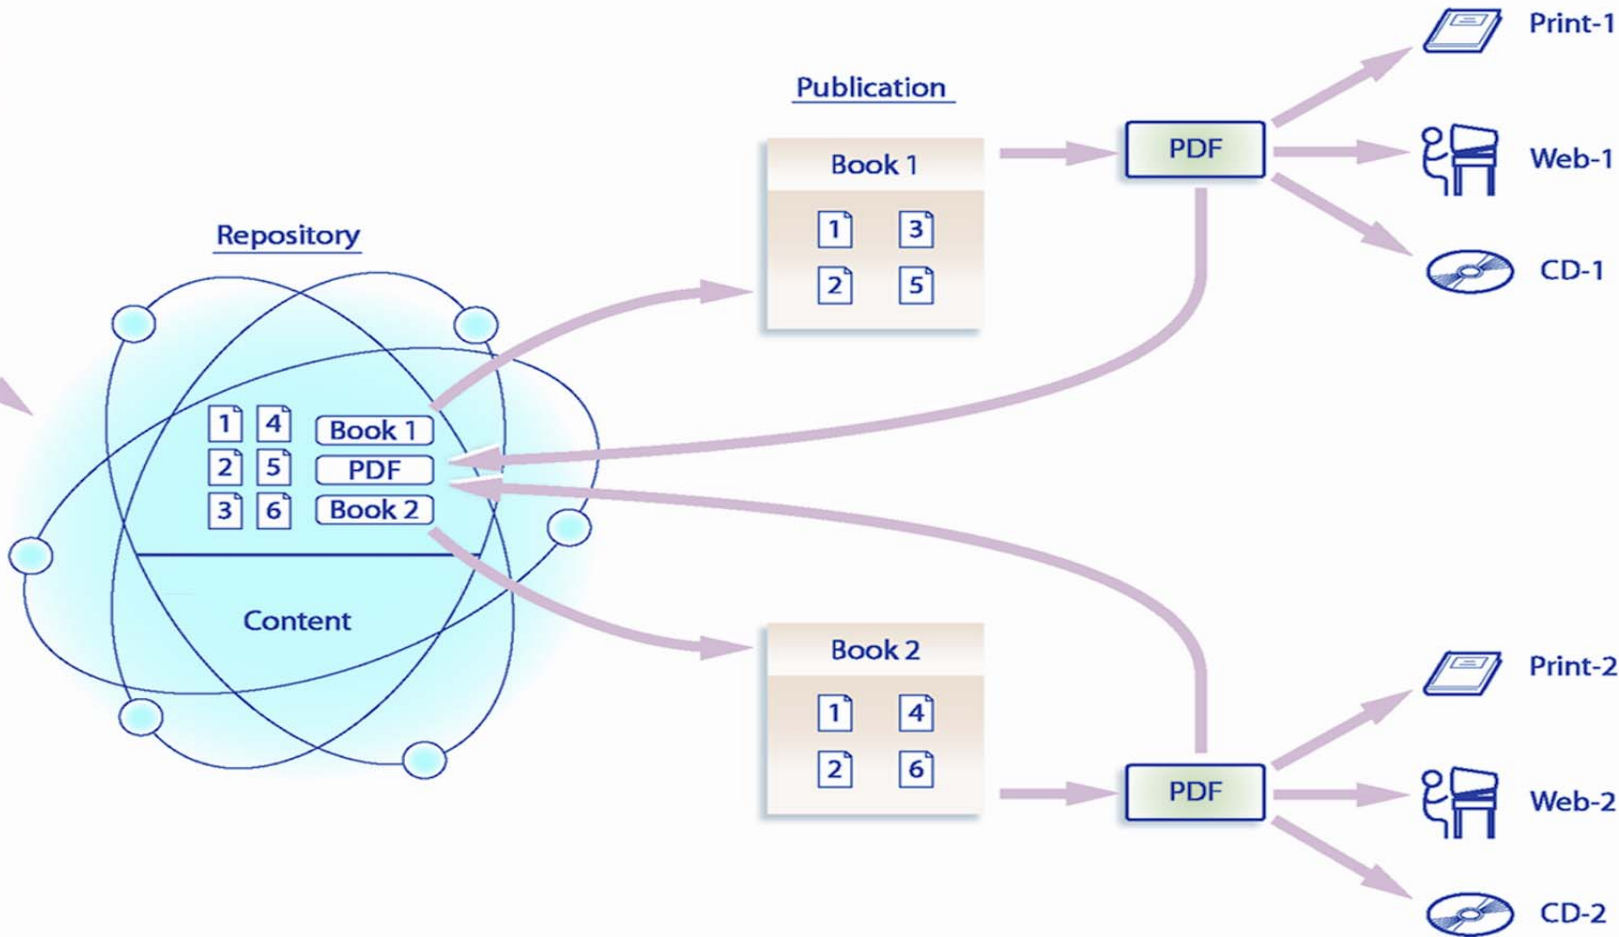 Repository
1 4 Book 1
2 5 PDF
3 6 Book 2
Content
Publication
Book 1
1 3
2 5
PDF
Print-1
Web-1
CD-1
Book 2
1 4
2 6
PDF
Print-2
Web-2
CD-2